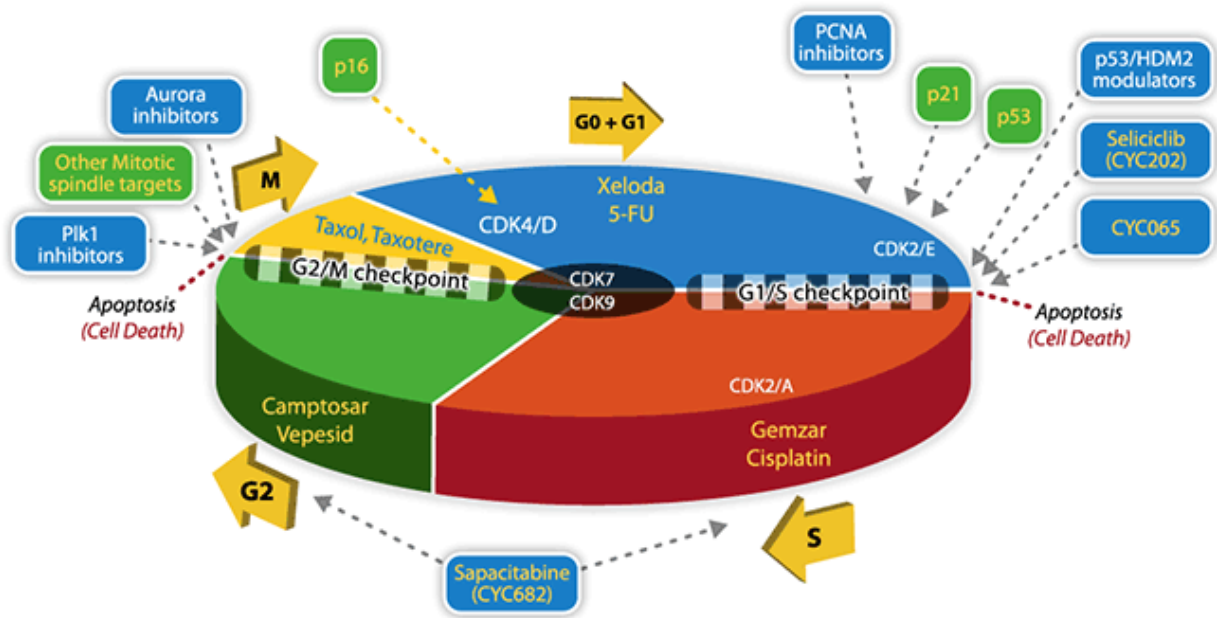 PCNA
inhibitors
p53/HDM2
modulators
p16
p21
Aurora
inhibitors
G0 + G1
p53
Seliciclib
(CYC202)
Other Mitotic
spindle targets
M
Xeloda
5-FU
CDK4/D
Plk1
inhibitors
Taxol, Taxotere
CYC065
CDK2/E
G2/M checkpoint
CDK7
CDK9
G1/S checkpoint
Apoptosis
(Cell Death)
Apoptosis
(Cell Death)
CDK2/A
Camptosar
Vepesid
Gemzar
Cisplatin
G2
S
Sapacitabine
(CYC682)